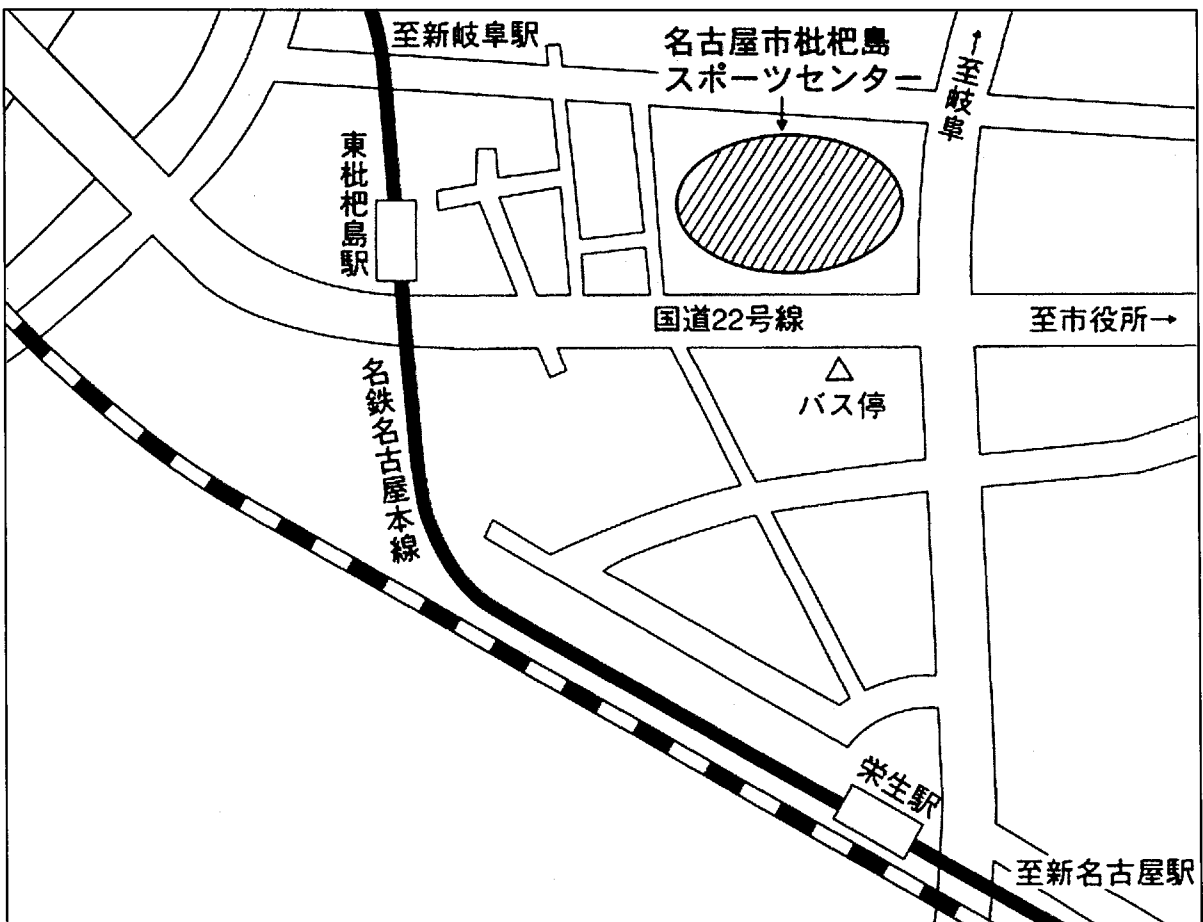 至新岐阜駅
名古屋市枇杷島
スポーツセンター
↑至岐阜
東枇杷島駅
国道22号線
至市役所→
バス停
名鉄名古屋本線
栄生駅
至新名古屋駅